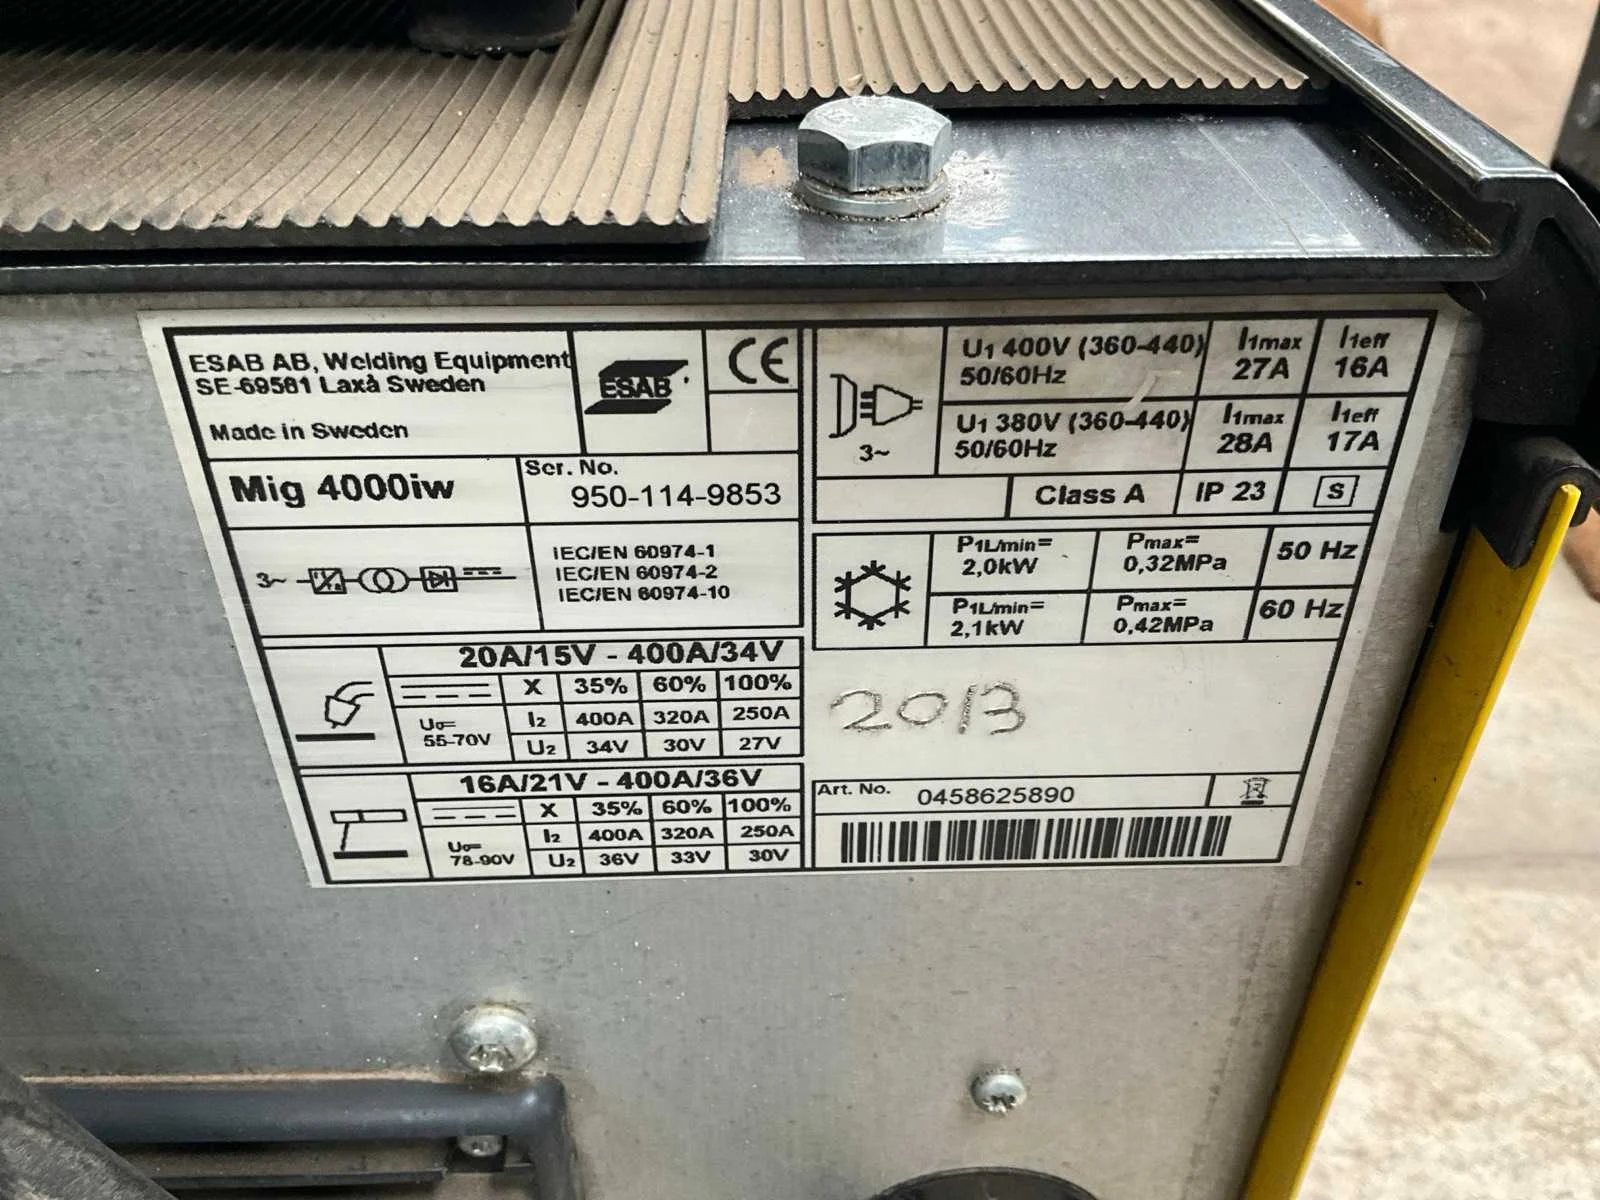 ESAB AB, Welding Equipment
SE-69581 Laxå Sweden
Made in Sweden
ESAB
CE
Mig 4000iw
Ser. No.
950-114-9853
3~
IEC/EN 60974-1
IEC/EN 60974-2
IEC/EN 60974-10
20A/15V - 400A/34V
X 35% 60% 100%
U0= 55-70V
I2 400A 320A 250A
U2 34V 30V 27V
16A/21V - 400A/36V
X 35% 60% 100%
U0= 78-90V
I2 400A 320A 250A
U2 36V 33V 30V
3~
U1 400V (360-440) 50/60Hz I1max 27A I1eff 16A
U1 380V (360-440) 50/60Hz I1max 28A I1eff 17A
Class A IP 23 S
P1L/min= 2,0kW Pmax= 0,32MPa 50 Hz
P1L/min= 2,1kW Pmax= 0,42MPa 60 Hz
2013
Art. No. 0458625890